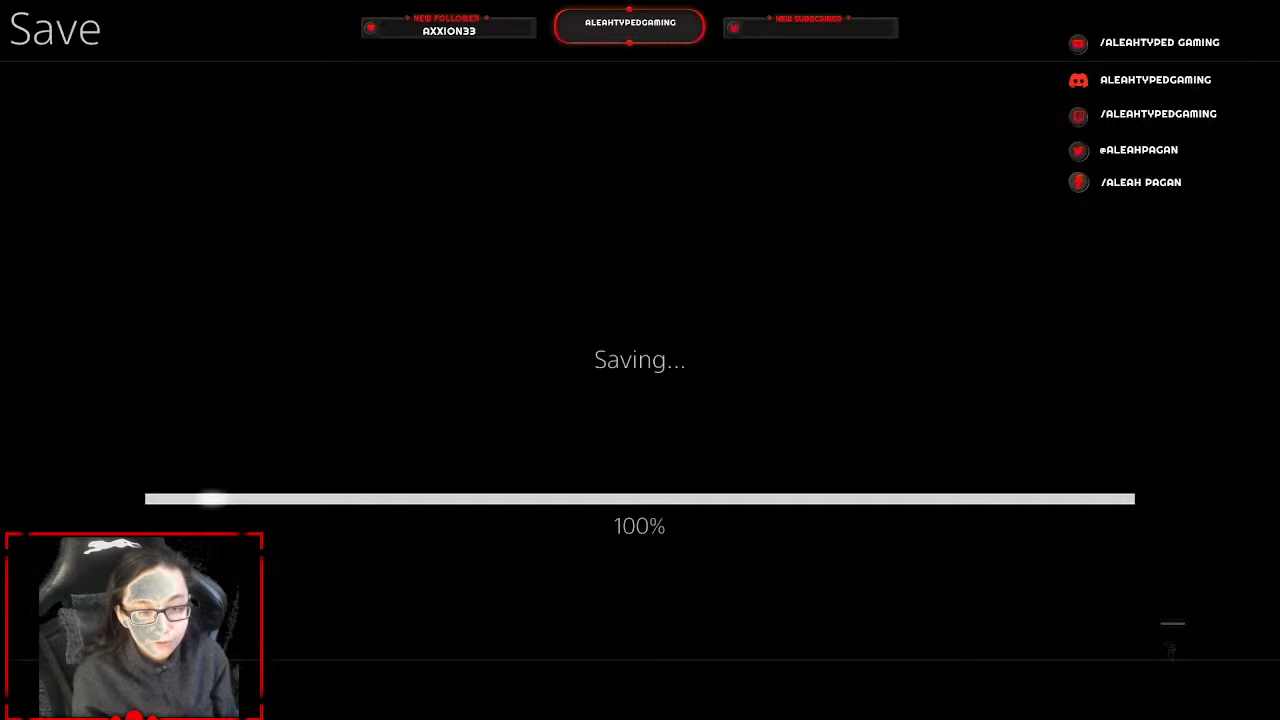 Save
NEW FOLLOWER
AXXION33
ALEAHTYPEDGAMING
NEW SUBSCRIBER
/ALEAHTYPED GAMING
ALEAHTYPEDGAMING
/ALEAHTYPEDGAMING
@ALEAHPAGAN
/ALEAH PAGAN
Saving...
100%